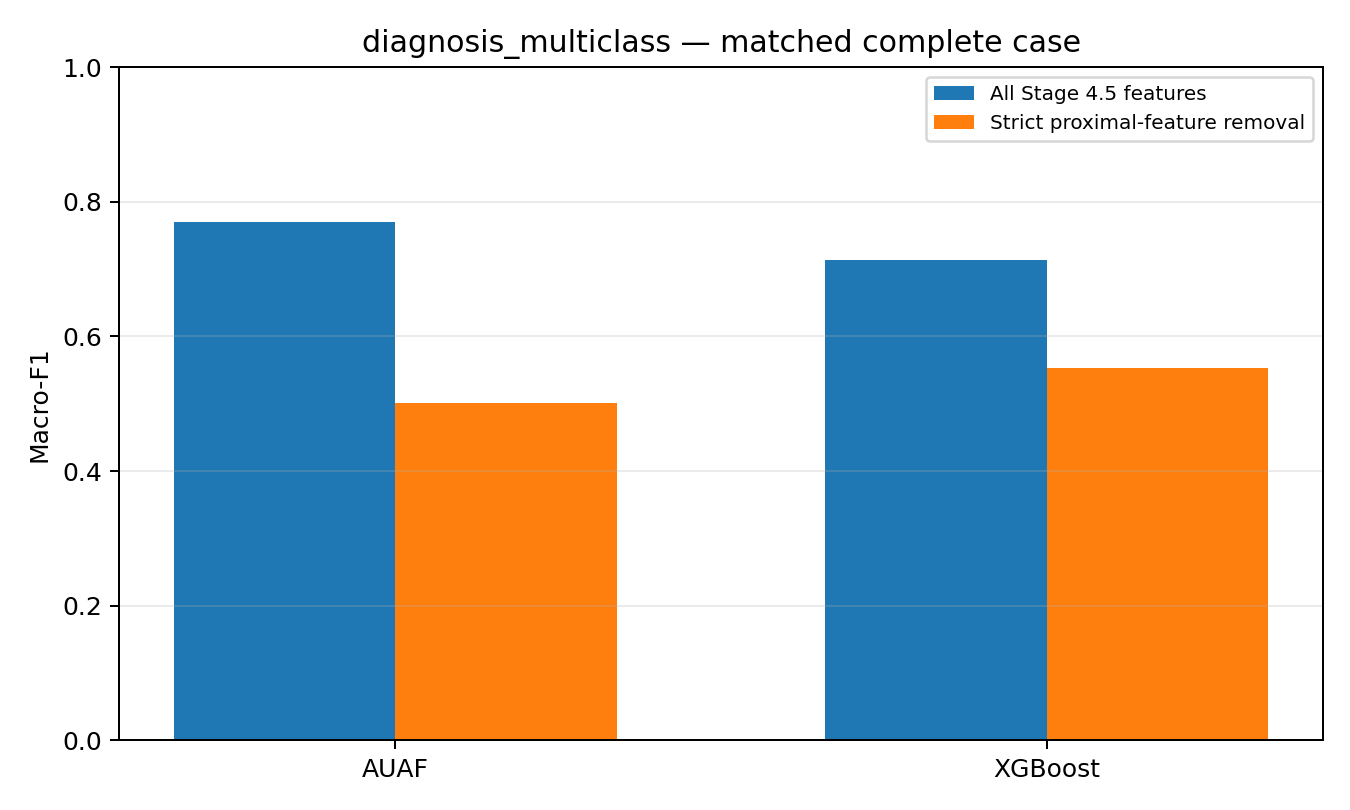 diagnosis_multiclass — matched complete case
All Stage 4.5 features
Strict proximal-feature removal
Macro-F1
1.0
0.8
0.6
0.4
0.2
0.0
AUAF
XGBoost